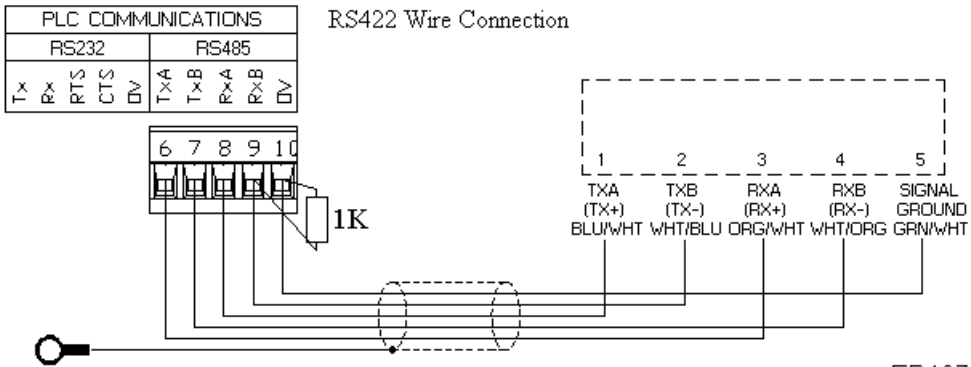 PLC COMMUNICATIONS
RS232 RS485
Tx Rx RTS CTS 0V TxA TxB RxA RxB 0V
RS422 Wire Connection
6 7 8 9 10
1K
1 2 3 4 5
TXA TXB RXA RXB SIGNAL
(TX+) (TX-) (RX+) (RX-) GROUND
BLU/WHT WHT/BLU ORG/WHT WHT/ORG GRN/WHT